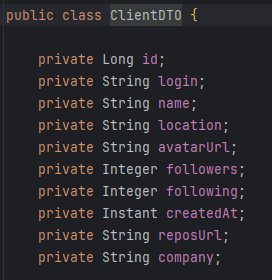 public class ClientDTO {
private Long id;
private String login;
private String name;
private String location;
private String avatarUrl;
private Integer followers;
private Integer following;
private Instant createdAt;
private String reposUrl;
private String company;